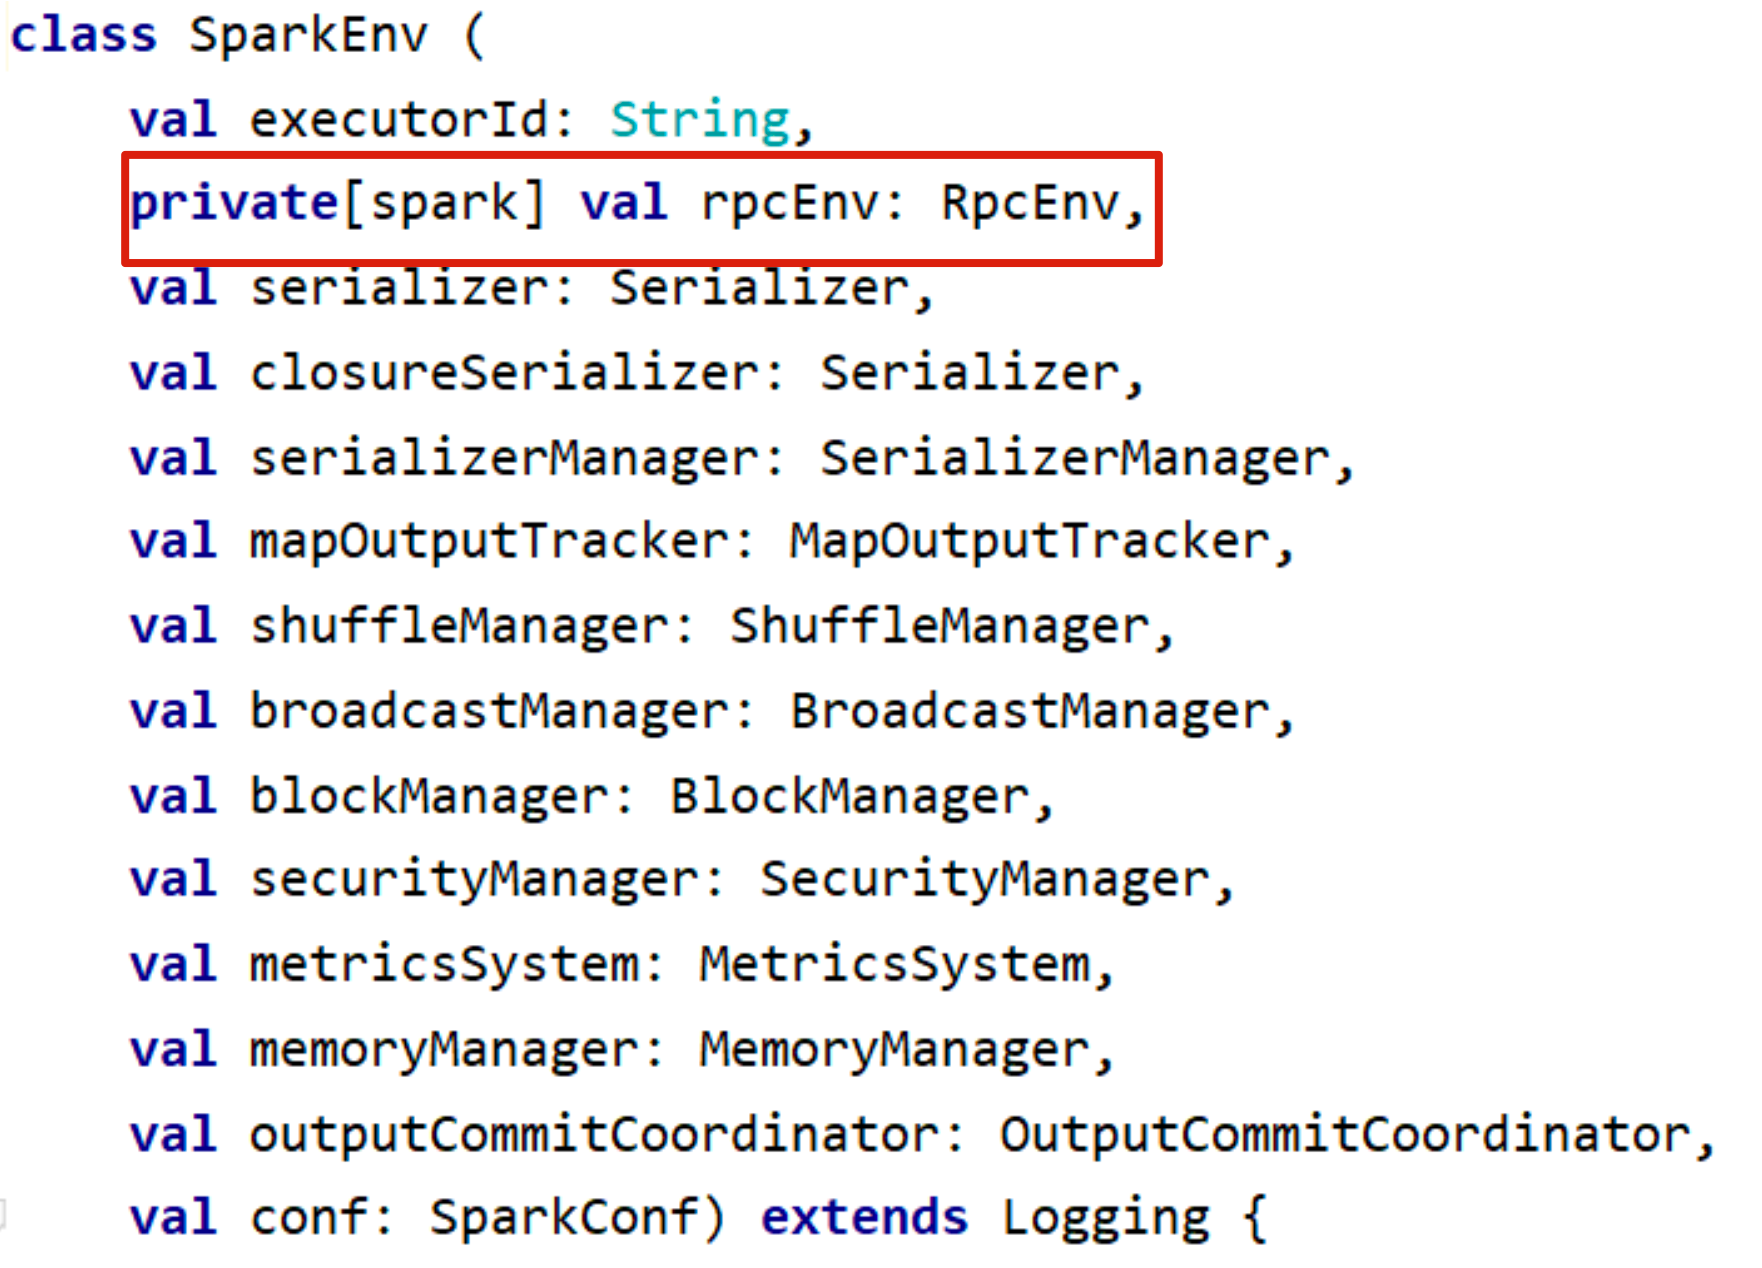 class SparkEnv (
    val executorId: String,
    private[spark] val rpcEnv: RpcEnv,
    val serializer: Serializer,
    val closureSerializer: Serializer,
    val serializerManager: SerializerManager,
    val mapOutputTracker: MapOutputTracker,
    val shuffleManager: ShuffleManager,
    val broadcastManager: BroadcastManager,
    val blockManager: BlockManager,
    val securityManager: SecurityManager,
    val metricsSystem: MetricsSystem,
    val memoryManager: MemoryManager,
    val outputCommitCoordinator: OutputCommitCoordinator,
    val conf: SparkConf) extends Logging {